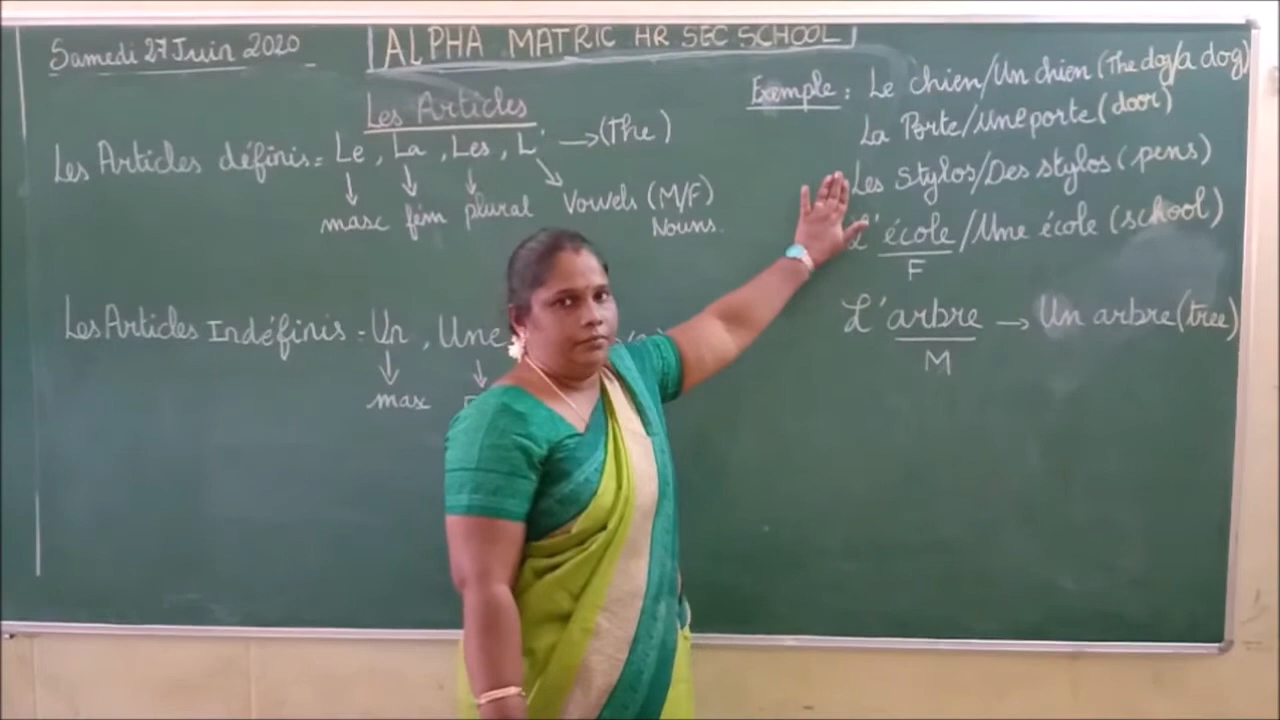 Samedi 27 Juin 2020
ALPHA MATRIC HR SEC SCHOOL
Les Articles
Les Articles définis = Le, La, Les, L' → (The)
↓ ↓ ↓ ↘
masc fém plural Vowels (M/F)
Nouns.
Les Articles Indéfinis - Un, Une
↓ ↓
masc
Exemple : Le chien/Un chien (The dog/a dog)
La Porte/Une porte (door)
Les Stylos/Des stylos (pens)
L'école/Une école (school)
F
L'arbre → Un arbre (tree)
M